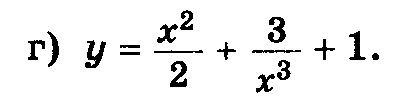 г) y = x²/2 + 3/x³ + 1.